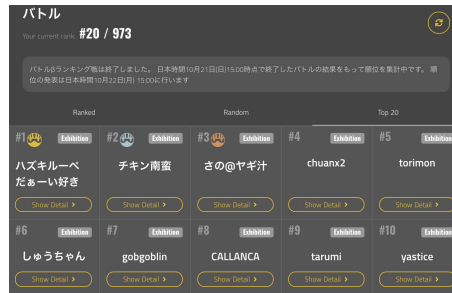 バトル
Your current rank: #20 / 973
バトルβランキング戦は終了しました。 日本時間10月21日(日)15:00時点で終了したバトルの結果をもって順位を集計中です。 順
位の発表は日本時間10月22日(月) 15:00に行います
Ranked Random Top 20
#1 Exhibition #2 Exhibition #3 Exhibition #4 Exhibition #5 Exhibition
ハズキルーペ チキン南蛮 さの@ヤギ汁 chuanx2 torimon
だぁーい好き
Show Detail > Show Detail > Show Detail > Show Detail > Show Detail >
#6 Exhibition #7 Exhibition #8 Exhibition #9 Exhibition #10 Exhibition
しゅうちゃん gobgoblin CALLANCA tarumi yastice
Show Detail > Show Detail > Show Detail > Show Detail > Show Detail >